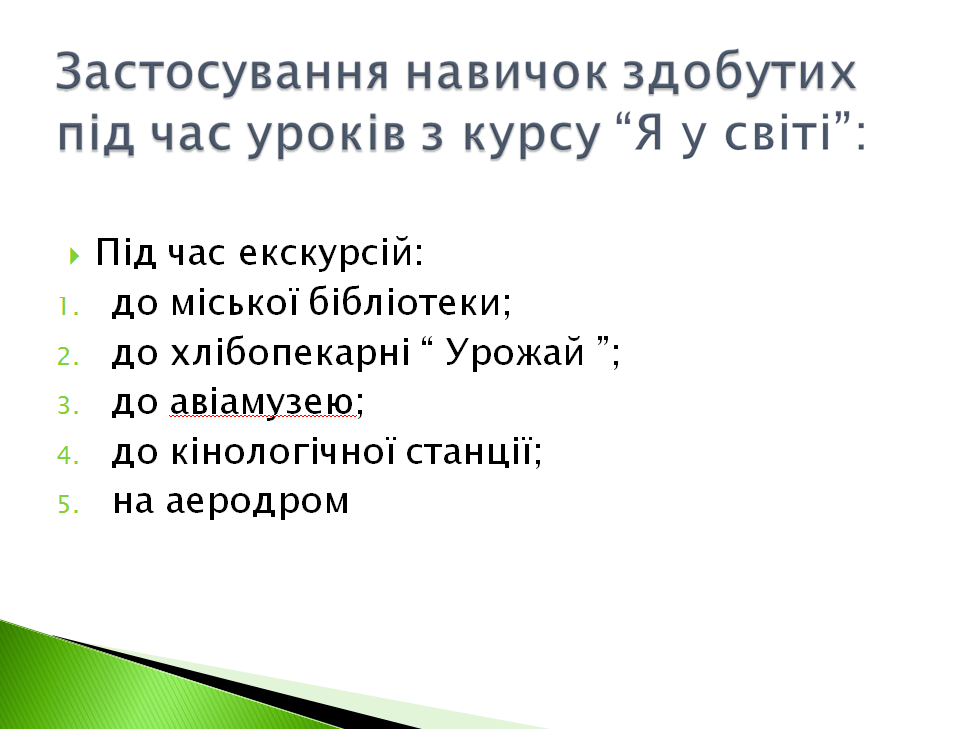 Застосування навичок здобутих
під час уроків з курсу “Я у світі”:
Під час екскурсій:
1. до міської бібліотеки;
2. до хлібопекарні “ Урожай ”;
3. до авіамузею;
4. до кінологічної станції;
5. на аеродром